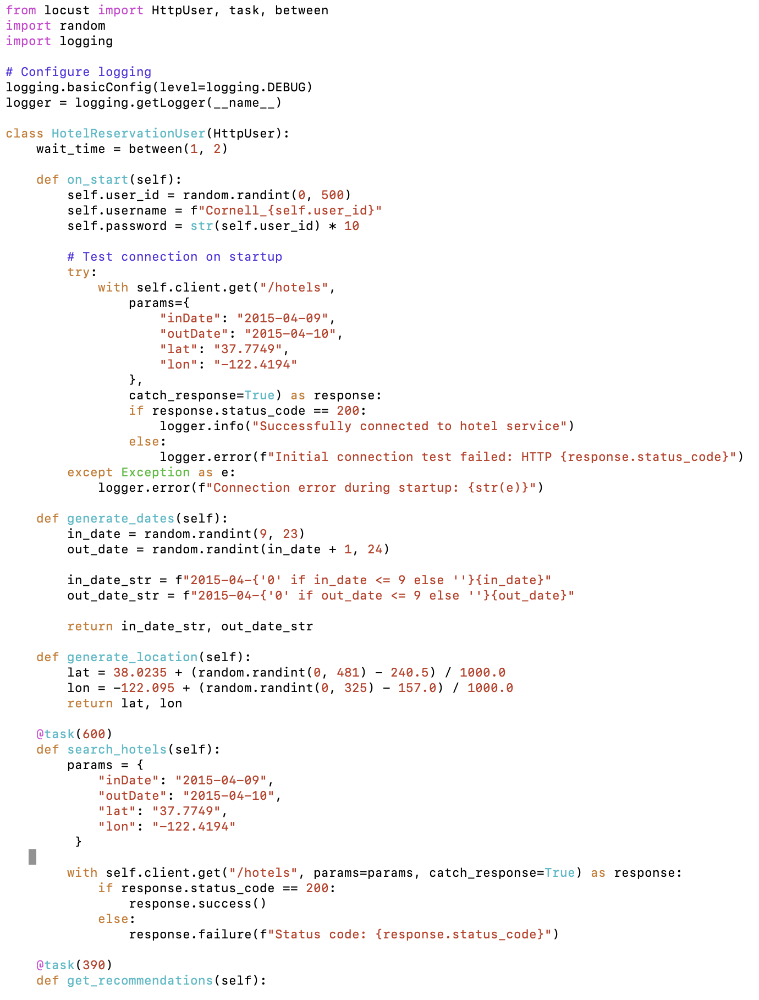 from locust import HttpUser, task, between
import random
import logging

# Configure logging
logging.basicConfig(level=logging.DEBUG)
logger = logging.getLogger(__name__)

class HotelReservationUser(HttpUser):
    wait_time = between(1, 2)

    def on_start(self):
        self.user_id = random.randint(0, 500)
        self.username = f"Cornell_{self.user_id}"
        self.password = str(self.user_id) * 10

        # Test connection on startup
        try:
            with self.client.get("/hotels",
                params={
                    "inDate": "2015-04-09",
                    "outDate": "2015-04-10",
                    "lat": "37.7749",
                    "lon": "-122.4194"
                },
                catch_response=True) as response:
                if response.status_code == 200:
                    logger.info("Successfully connected to hotel service")
                else:
                    logger.error(f"Initial connection test failed: HTTP {response.status_code}")
        except Exception as e:
            logger.error(f"Connection error during startup: {str(e)}")

    def generate_dates(self):
        in_date = random.randint(9, 23)
        out_date = random.randint(in_date + 1, 24)

        in_date_str = f"2015-04-{'0' if in_date <= 9 else ''}{in_date}"
        out_date_str = f"2015-04-{'0' if out_date <= 9 else ''}{out_date}"

        return in_date_str, out_date_str

    def generate_location(self):
        lat = 38.0235 + (random.randint(0, 481) - 240.5) / 1000.0
        lon = -122.095 + (random.randint(0, 325) - 157.0) / 1000.0
        return lat, lon

    @task(600)
    def search_hotels(self):
        params = {
            "inDate": "2015-04-09",
            "outDate": "2015-04-10",
            "lat": "37.7749",
            "lon": "-122.4194"
         }

        with self.client.get("/hotels", params=params, catch_response=True) as response:
            if response.status_code == 200:
                response.success()
            else:
                response.failure(f"Status code: {response.status_code}")

    @task(390)
    def get_recommendations(self):